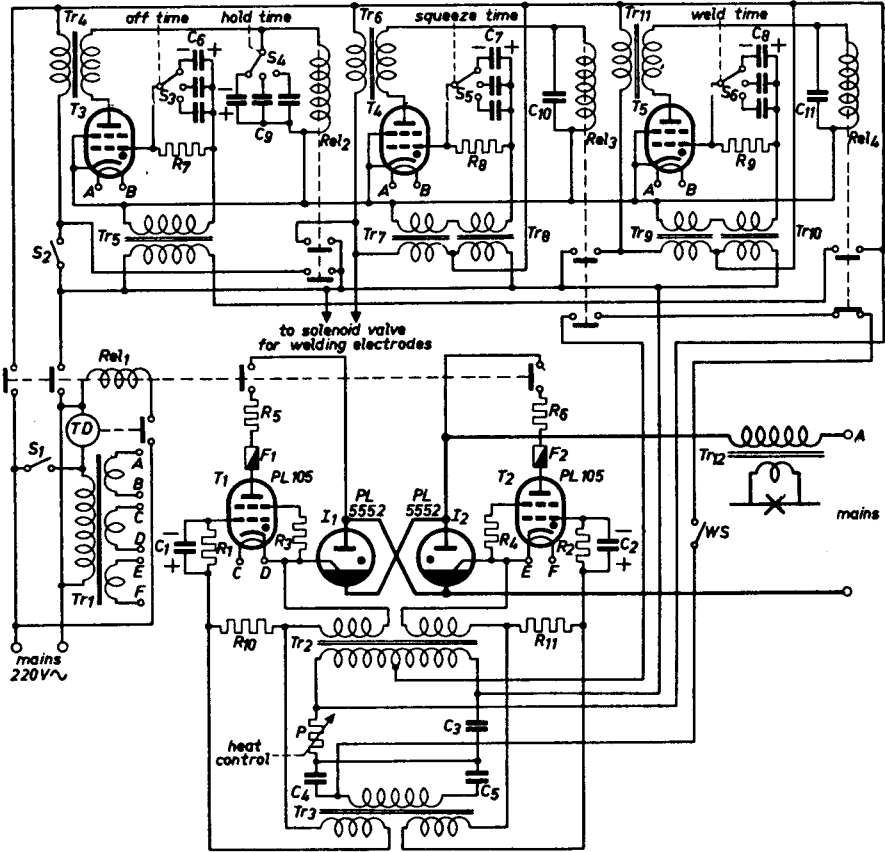 off time hold time squeeze time weld time
Tr4 C6 S4 Tr6 C7 Tr11 C8
- + - + - +
S3 S5 S6
T3 - + C9 T4 C10 T5 C11
R7 Rel2 R8 Rel3 R9 Rel4
A B A B A B
Tr5 Tr7 Tr8 Tr9 Tr10
S2
to solenoid valve
for welding electrodes
Rel1
R5 R6
TD
S1 F1 F2 Tr12 A
A T1 PL105 T2 PL105
B PL 5552 PL 5552
C I1 I2 mains
C1 - + R1 R3 R4 R2 - + C2 WS
D C D E F
E
F
Tr1
R10 Tr2 R11
mains
220V~
P C3
heat
control
C4 C5
Tr3